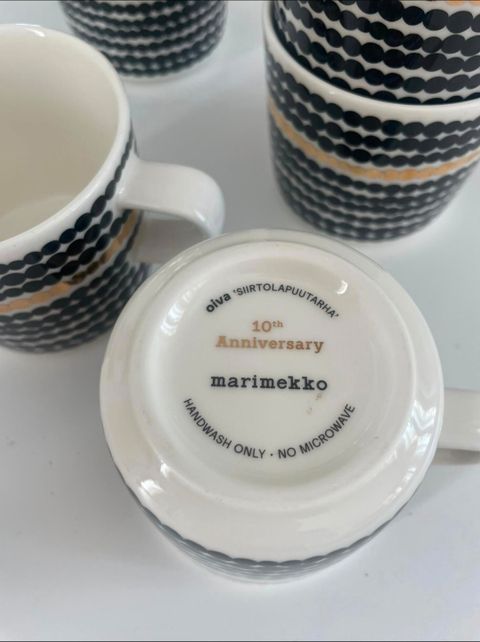 oiva 'SIIRTOLAPUUTARHA'
10th
Anniversary
marimekko
HANDWASH ONLY · NO MICROWAVE